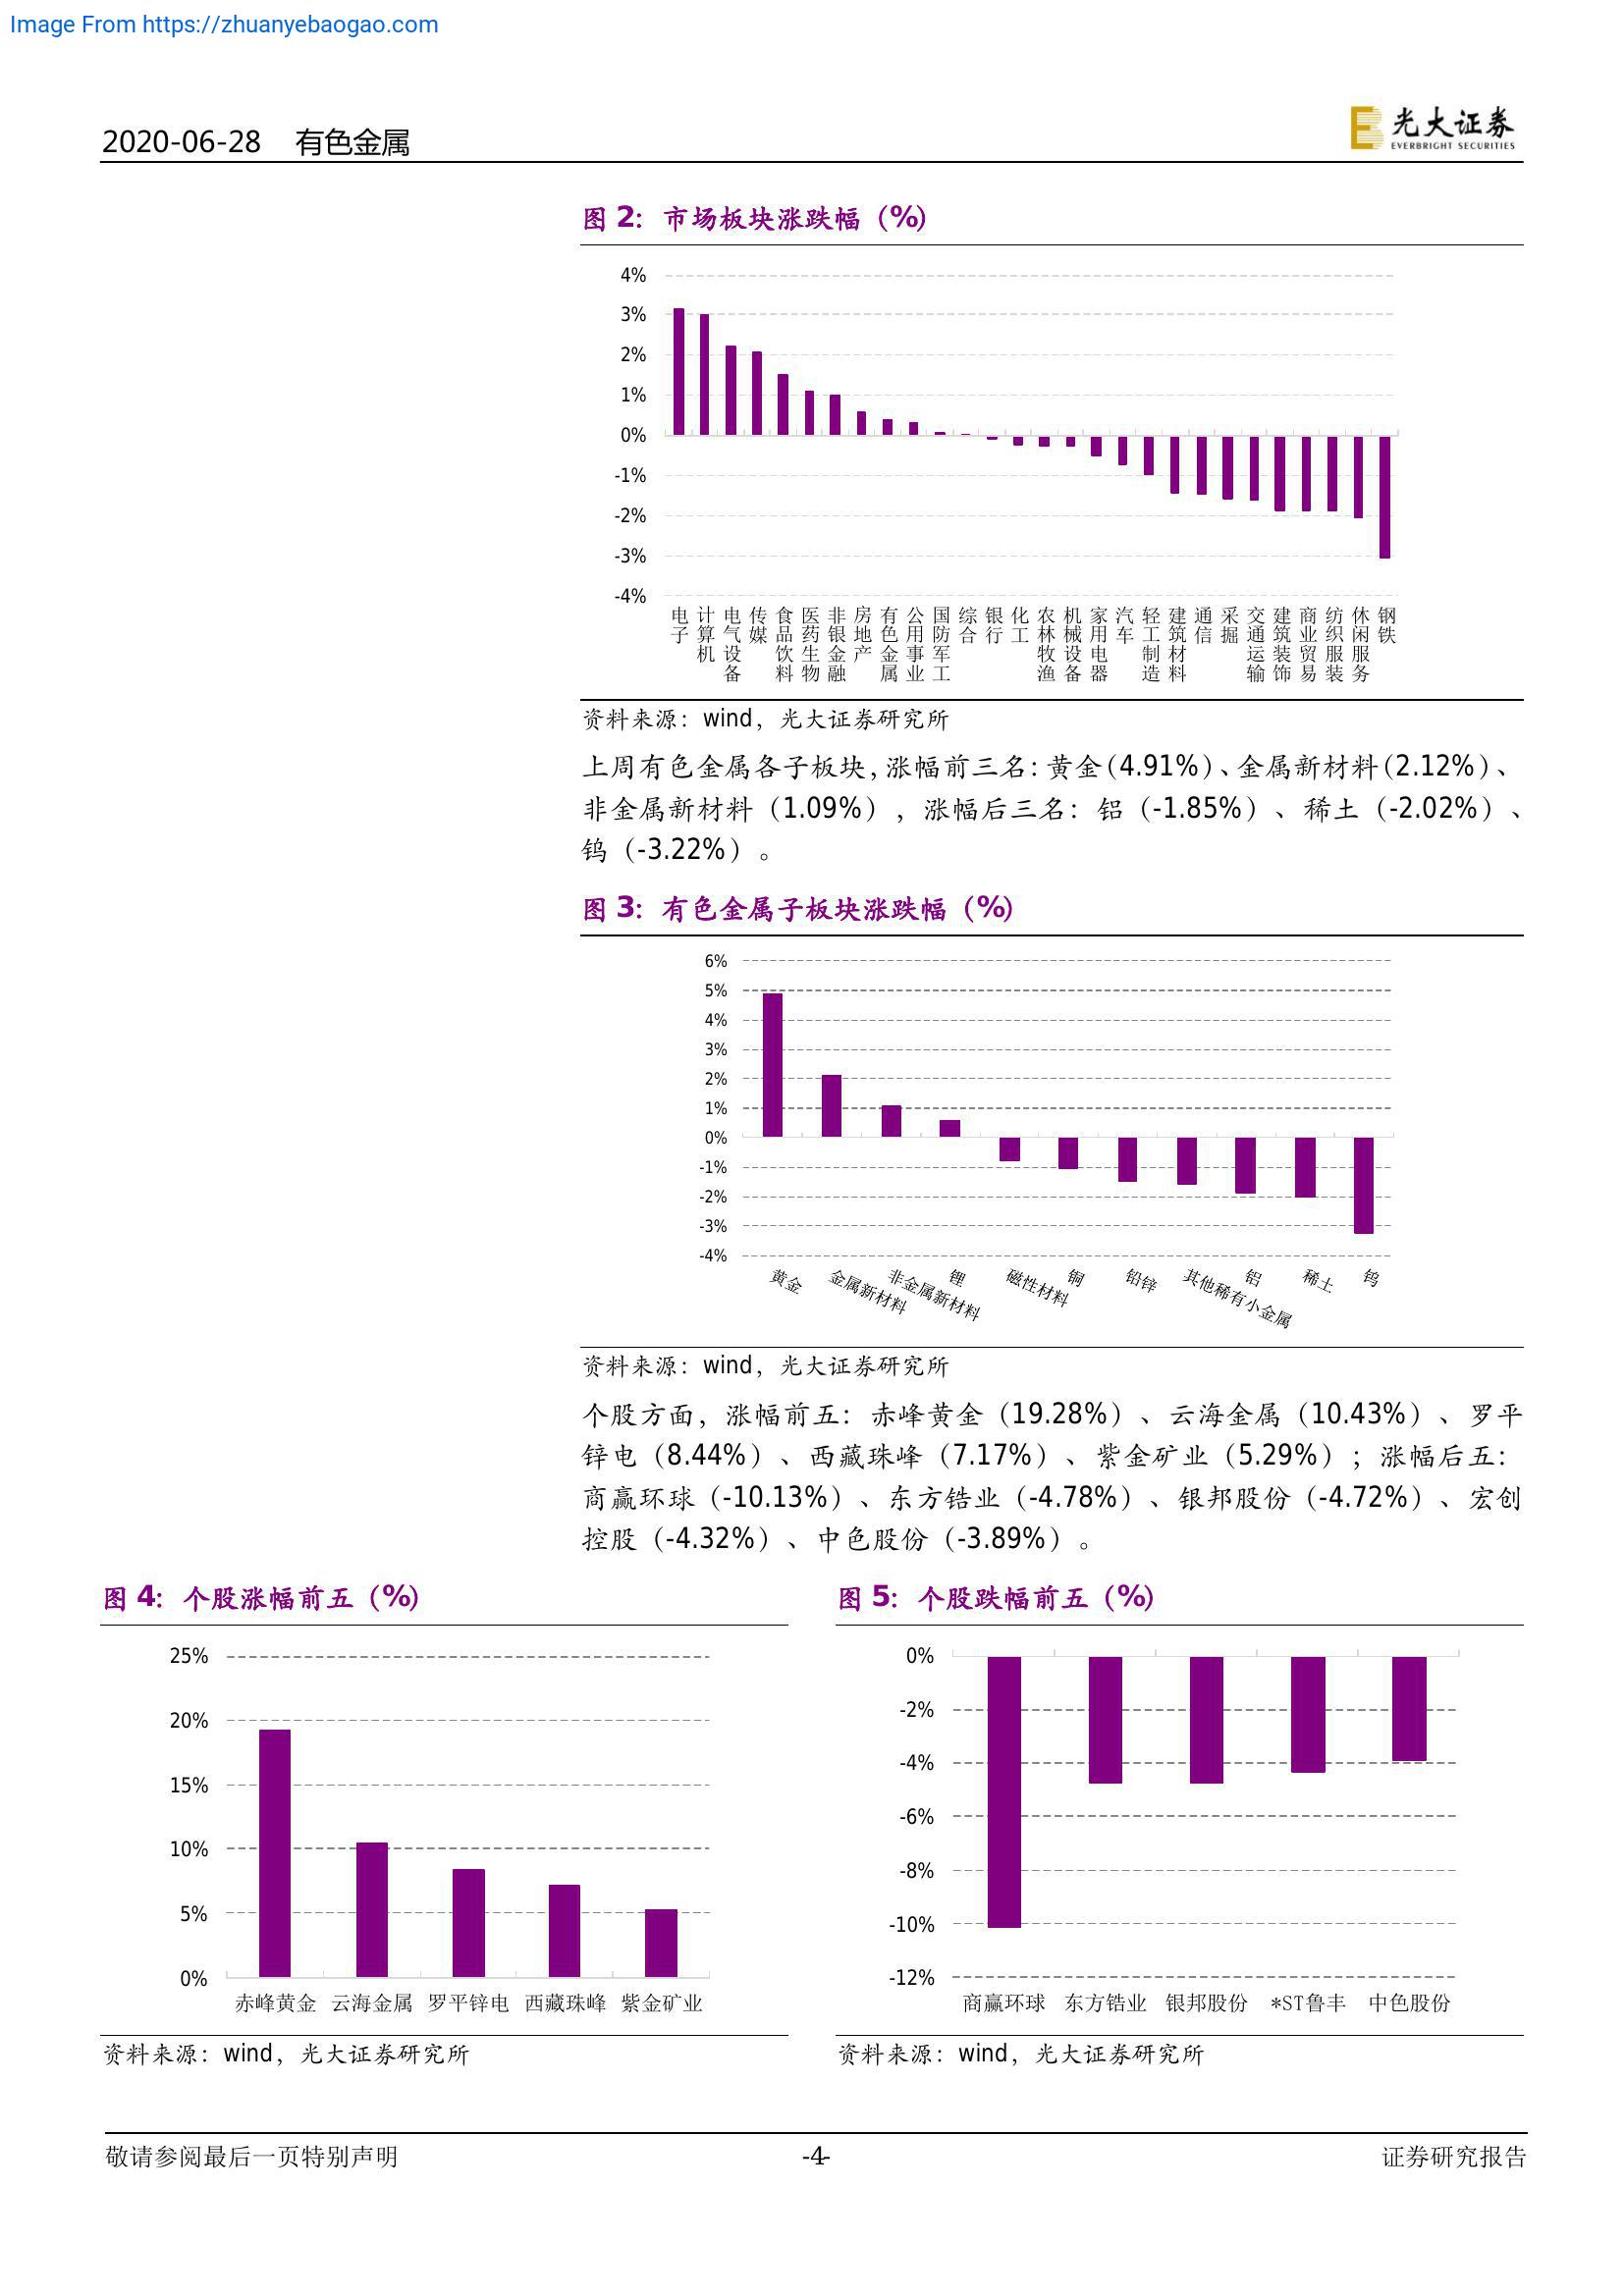 Image From https://zhuanyebaogao.com
2020-06-28 有色金属
光大证券
EVERBRIGHT SECURITIES
图 2：市场板块涨跌幅（%）
4%
3%
2%
1%
0%
-1%
-2%
-3%
-4%
电子 计算机 电气设备 传媒 食品饮料 医药生物 非银金融 房地产 有色金属 公用事业 国防军工 综合 银行 化工 农林牧渔 机械设备 家用电器 汽车 轻工制造 建筑材料 通信 采掘 交通运输 建筑装饰 商业贸易 纺织服装 休闲服务 钢铁
资料来源：wind，光大证券研究所
上周有色金属各子板块，涨幅前三名：黄金（4.91%）、金属新材料（2.12%）、
非金属新材料（1.09%），涨幅后三名：铝（-1.85%）、稀土（-2.02%）、
钨（-3.22%）。
图 3：有色金属子板块涨跌幅（%）
6%
5%
4%
3%
2%
1%
0%
-1%
-2%
-3%
-4%
黄金 金属新材料 非金属新材料 锂 磁性材料 铜 铅锌 其他稀有小金属 铝 稀土 钨
资料来源：wind，光大证券研究所
个股方面，涨幅前五：赤峰黄金（19.28%）、云海金属（10.43%）、罗平
锌电（8.44%）、西藏珠峰（7.17%）、紫金矿业（5.29%）；涨幅后五：
商赢环球（-10.13%）、东方锆业（-4.78%）、银邦股份（-4.72%）、宏创
控股（-4.32%）、中色股份（-3.89%）。
图 4：个股涨幅前五（%）
25%
20%
15%
10%
5%
0%
赤峰黄金 云海金属 罗平锌电 西藏珠峰 紫金矿业
资料来源：wind，光大证券研究所
图 5：个股跌幅前五（%）
0%
-2%
-4%
-6%
-8%
-10%
-12%
商赢环球 东方锆业 银邦股份 *ST鲁丰 中色股份
资料来源：wind，光大证券研究所
敬请参阅最后一页特别声明 -4- 证券研究报告